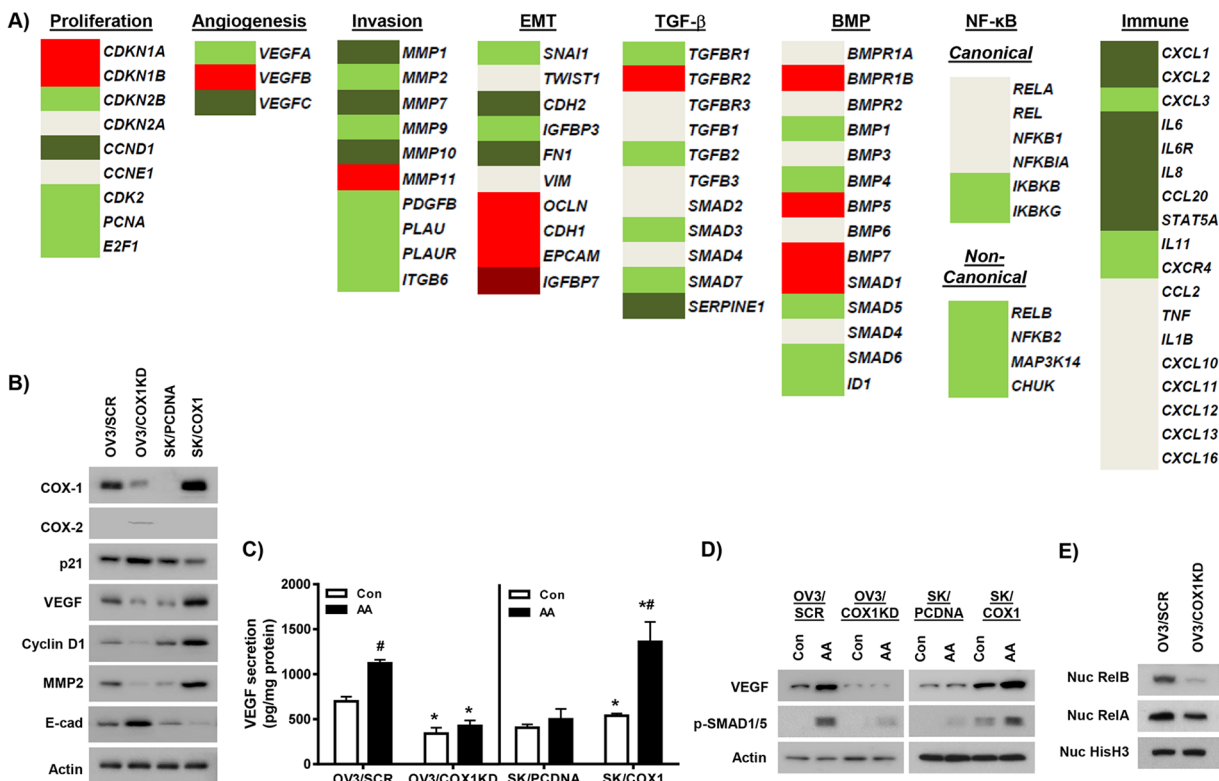 A)
Proliferation
CDKN1A
CDKN1B
CDKN2B
CDKN2A
CCND1
CCNE1
CDK2
PCNA
E2F1
Angiogenesis
VEGFA
VEGFB
VEGFC
Invasion
MMP1
MMP2
MMP7
MMP9
MMP10
MMP11
PDGFB
PLAU
PLAUR
ITGB6
EMT
SNAI1
TWIST1
CDH2
IGFBP3
FN1
VIM
OCLN
CDH1
EPCAM
IGFBP7
TGF-β
TGFBR1
TGFBR2
TGFBR3
TGFB1
TGFB2
TGFB3
SMAD2
SMAD3
SMAD4
SMAD7
SERPINE1
BMP
BMPR1A
BMPR1B
BMPR2
BMP1
BMP3
BMP4
BMP5
BMP6
BMP7
SMAD1
SMAD5
SMAD4
SMAD6
ID1
NF-κB
Canonical
RELA
REL
NFKB1
NFKBIA
IKBKB
IKBKG
Non-
Canonical
RELB
NFKB2
MAP3K14
CHUK
Immune
CXCL1
CXCL2
CXCL3
IL6
IL6R
IL8
CCL20
STAT5A
IL11
CXCR4
CCL2
TNF
IL1B
CXCL10
CXCL11
CXCL12
CXCL13
CXCL16
B)
OV3/SCR
OV3/COX1KD
SK/PCDNA
SK/COX1
COX-1
COX-2
p21
VEGF
Cyclin D1
MMP2
E-cad
Actin
C)
VEGF secretion
(pg/mg protein)
2000
1500
1000
500
0
Con
AA
Con
AA
#
*
*
*
*#
OV3/SCR
OV3/COX1KD
SK/PCDNA
SK/COX1
D)
OV3/
SCR
OV3/
COX1KD
SK/
PCDNA
SK/
COX1
Con
AA
Con
AA
Con
AA
Con
AA
VEGF
p-SMAD1/5
Actin
E)
OV3/SCR
OV3/COX1KD
Nuc RelB
Nuc RelA
Nuc HisH3